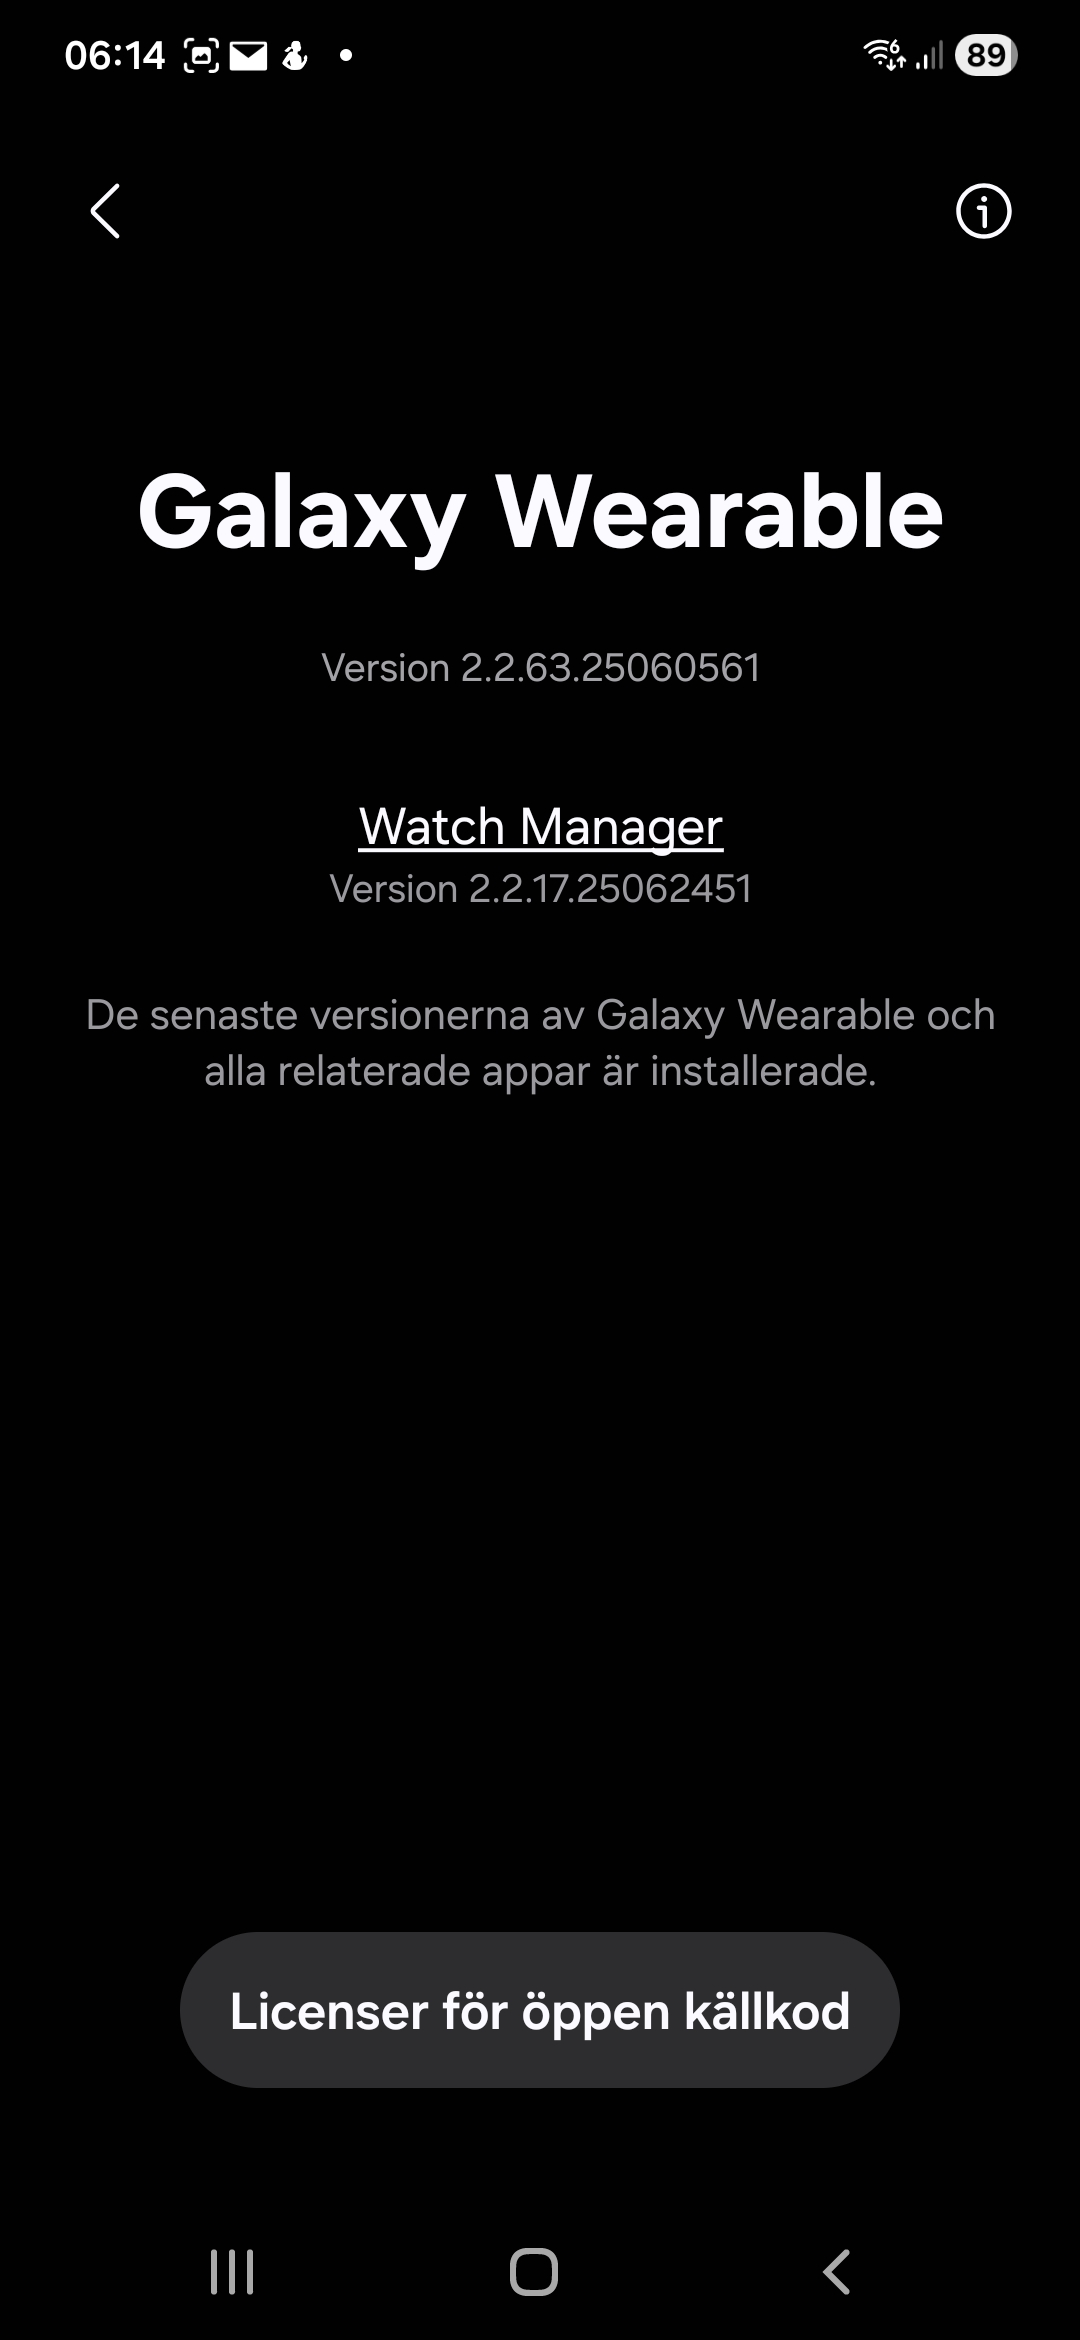 06:14
6
89
Galaxy Wearable
Version 2.2.63.25060561
Watch Manager
Version 2.2.17.25062451
De senaste versionerna av Galaxy Wearable och
alla relaterade appar är installerade.
Licenser för öppen källkod